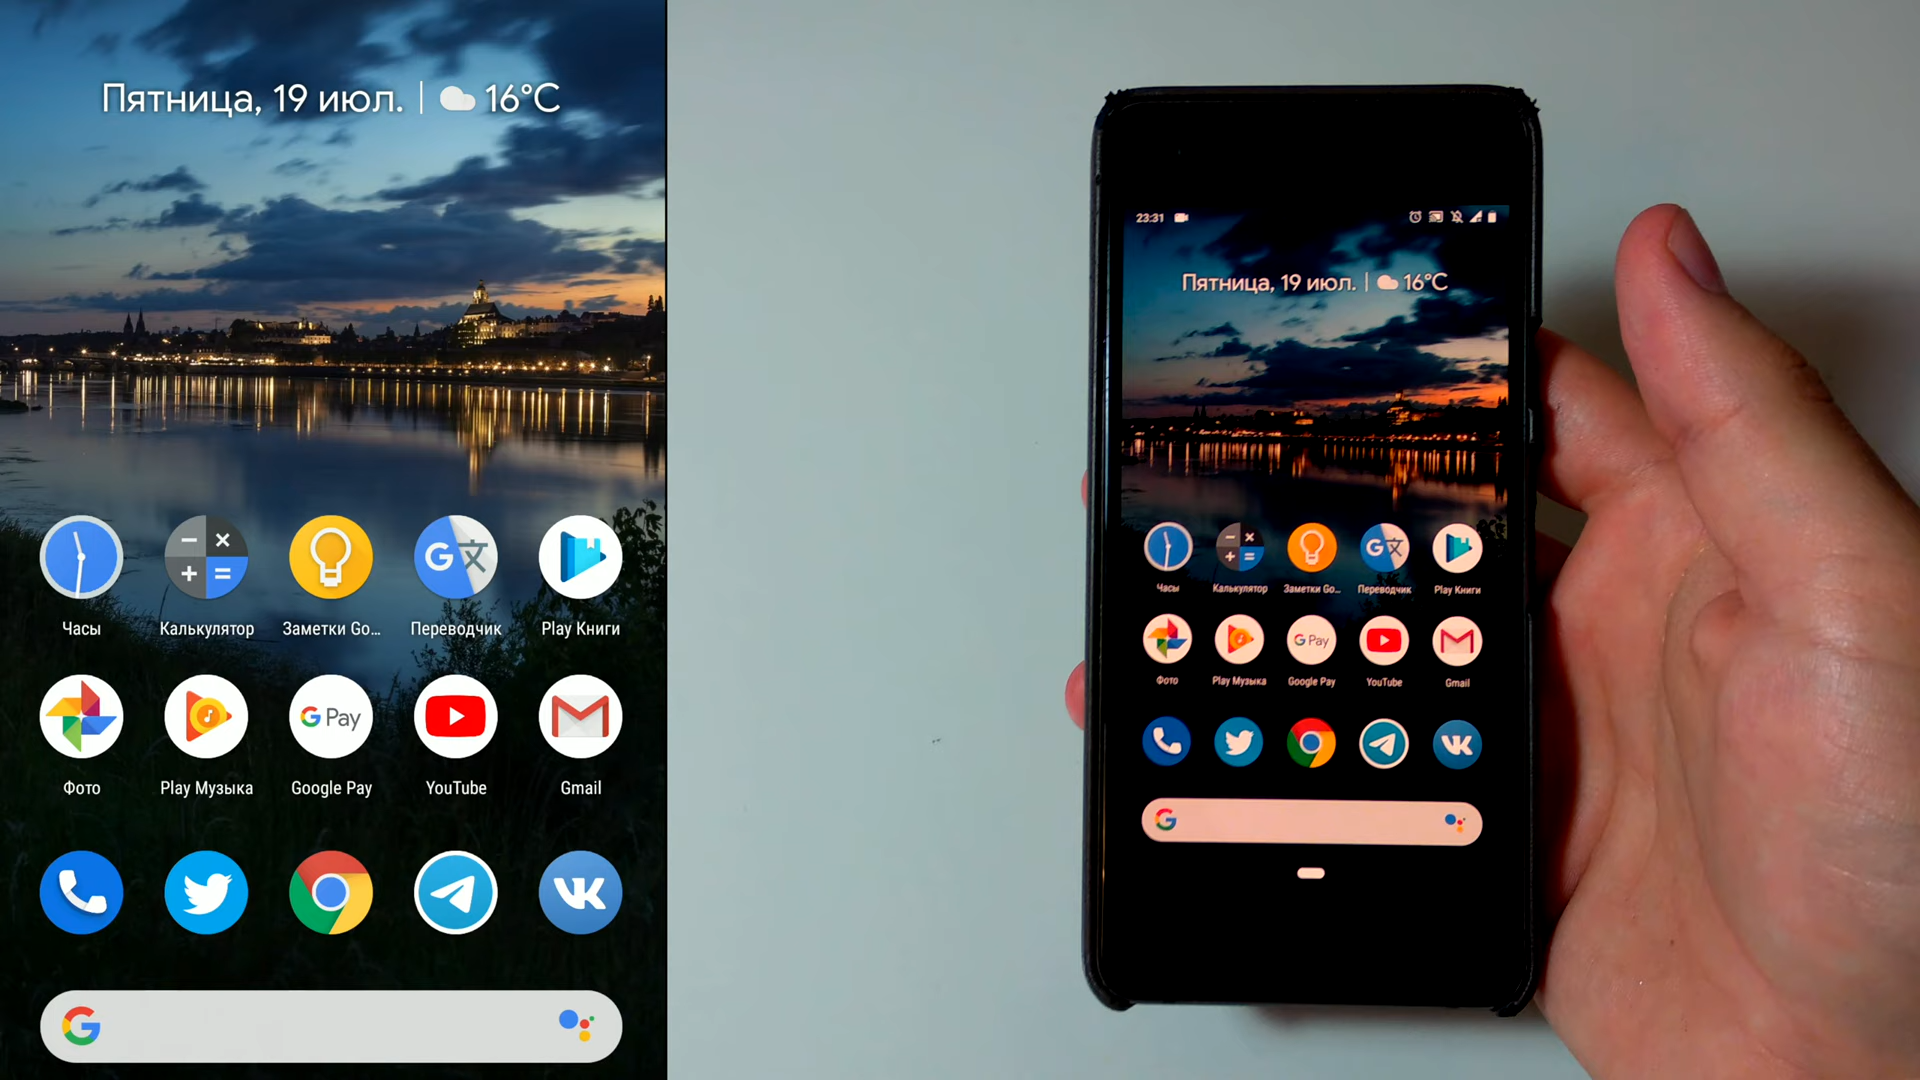 Пятница, 19 июл. | 16°C
Часы Калькулятор Заметки Go... Переводчик Play Книги
G Pay
Фото Play Музыка Google Pay YouTube Gmail
23:31
Пятница, 19 июл. | 16°C
Часы Калькулятор Заметки Go... Переводчик Play Книги
G Pay
Фото Play Музыка Google Pay YouTube Gmail